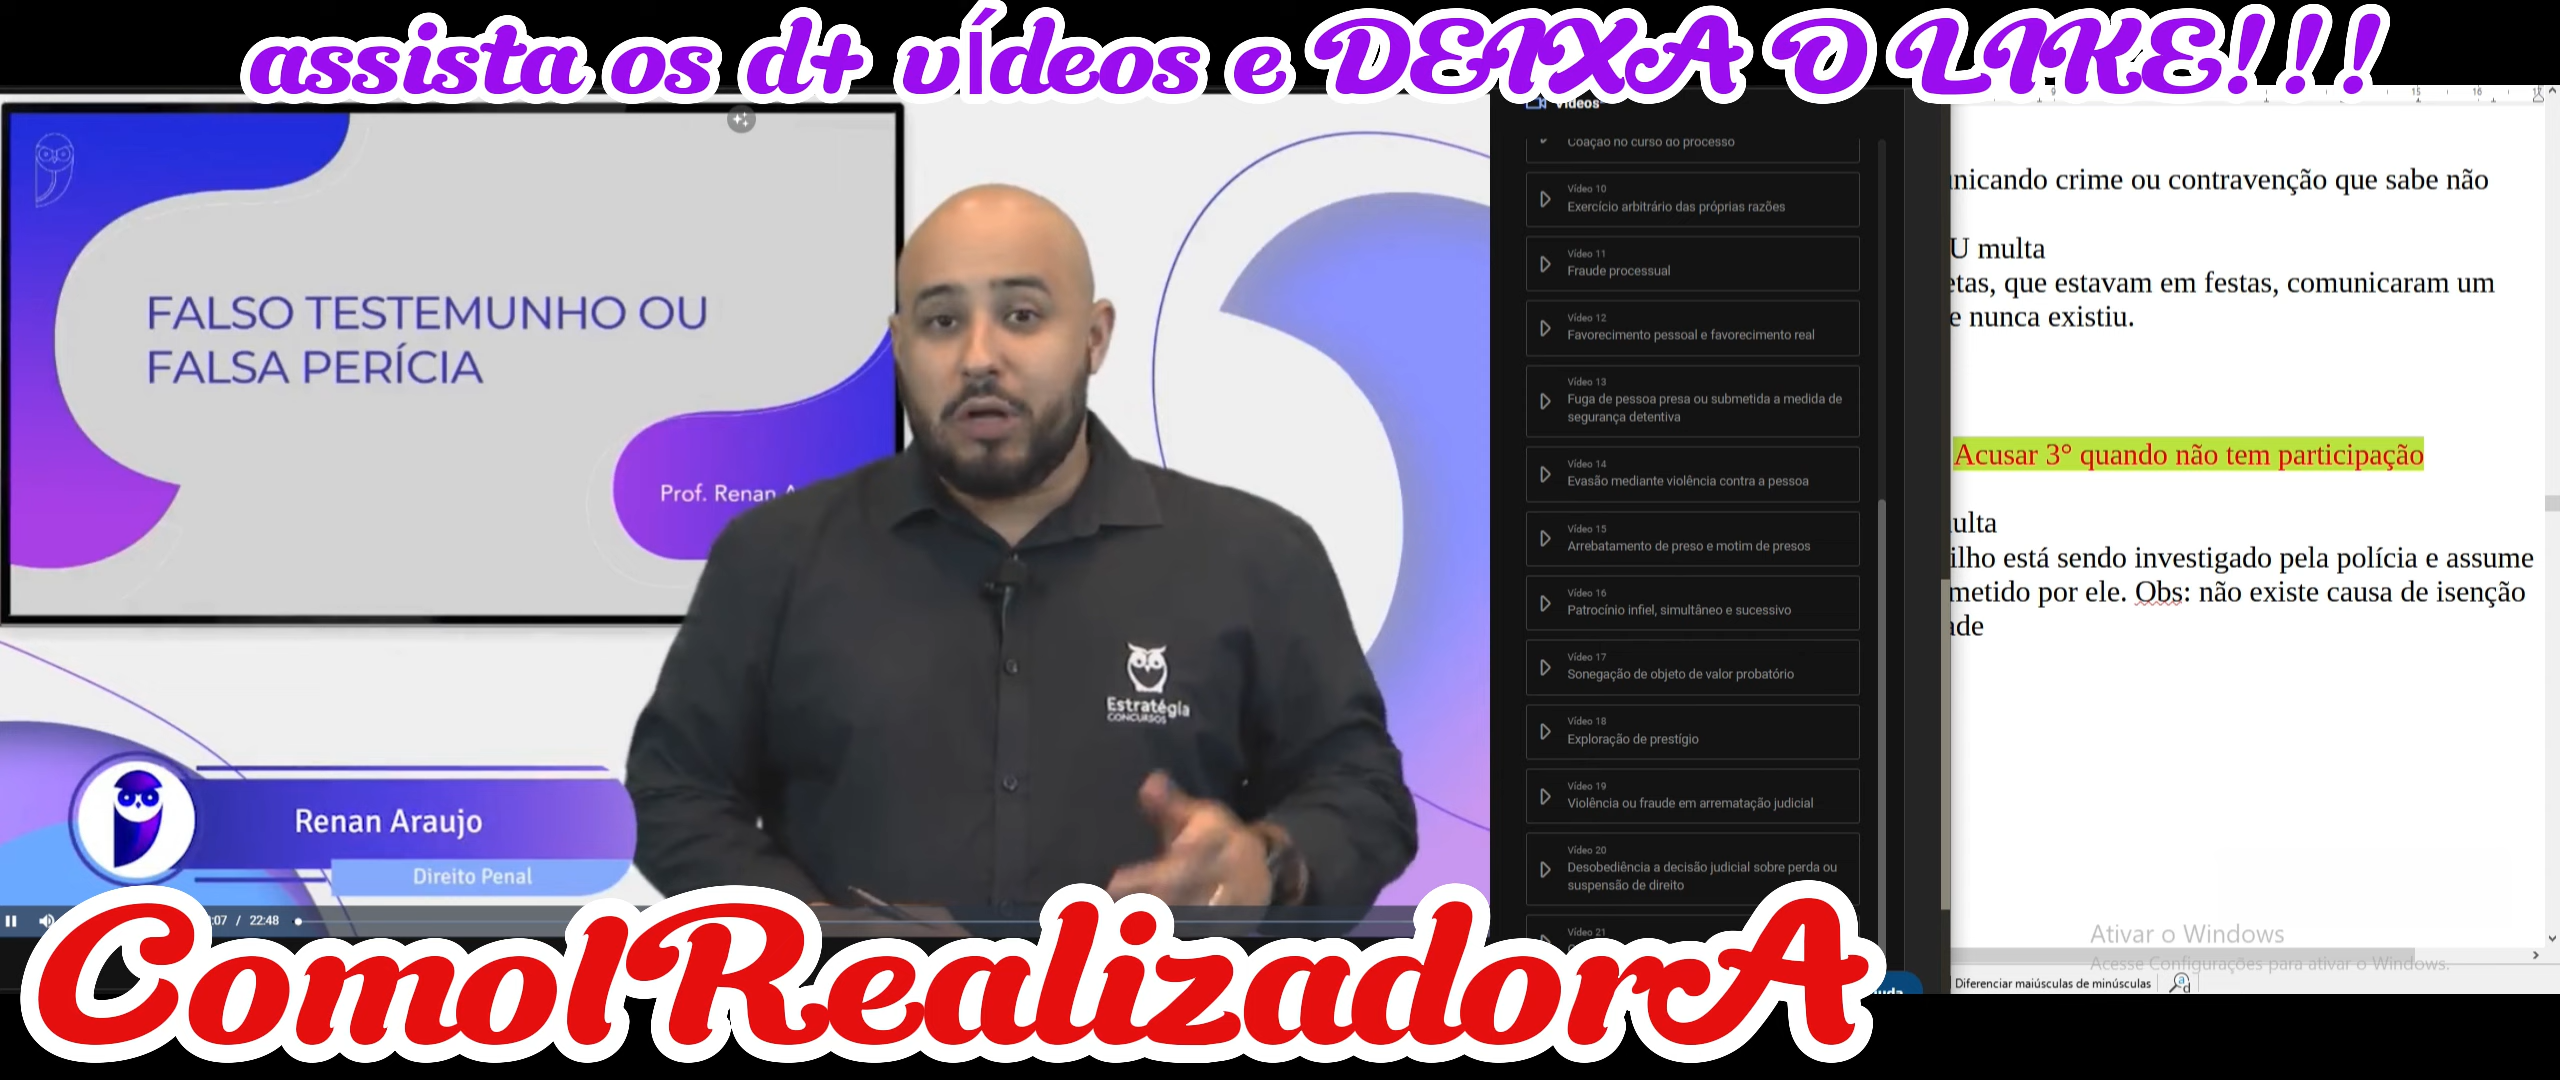 assista os d+ vídeos e DEIXA O LIKE!!!
FALSO TESTEMUNHO OU
FALSA PERÍCIA
Prof. Renan
Estratégia
CONCURSOS
Renan Araujo
Direito Penal
:07 / 22:48
Vídeos
Coação no curso do processo
Vídeo 10
Exercício arbitrário das próprias razões
Vídeo 11
Fraude processual
Vídeo 12
Favorecimento pessoal e favorecimento real
Vídeo 13
Fuga de pessoa presa ou submetida a medida de
segurança detentiva
Vídeo 14
Evasão mediante violência contra a pessoa
Vídeo 15
Arrebatamento de preso e motim de presos
Vídeo 16
Patrocínio infiel, simultâneo e sucessivo
Vídeo 17
Sonegação de objeto de valor probatório
Vídeo 18
Exploração de prestígio
Vídeo 19
Violência ou fraude em arrematação judicial
Vídeo 20
Desobediência a decisão judicial sobre perda ou
suspensão de direito
Vídeo 21
15 16
nicando crime ou contravenção que sabe não
U multa
etas, que estavam em festas, comunicaram um
e nunca existiu.
Acusar 3° quando não tem participação
ulta
ilho está sendo investigado pela polícia e assume
metido por ele. Obs: não existe causa de isenção
ade
Ativar o Windows
Acesse Configurações para ativar o Windows.
Diferenciar maiúsculas de minúsculas
uda
ComolRealizadorA